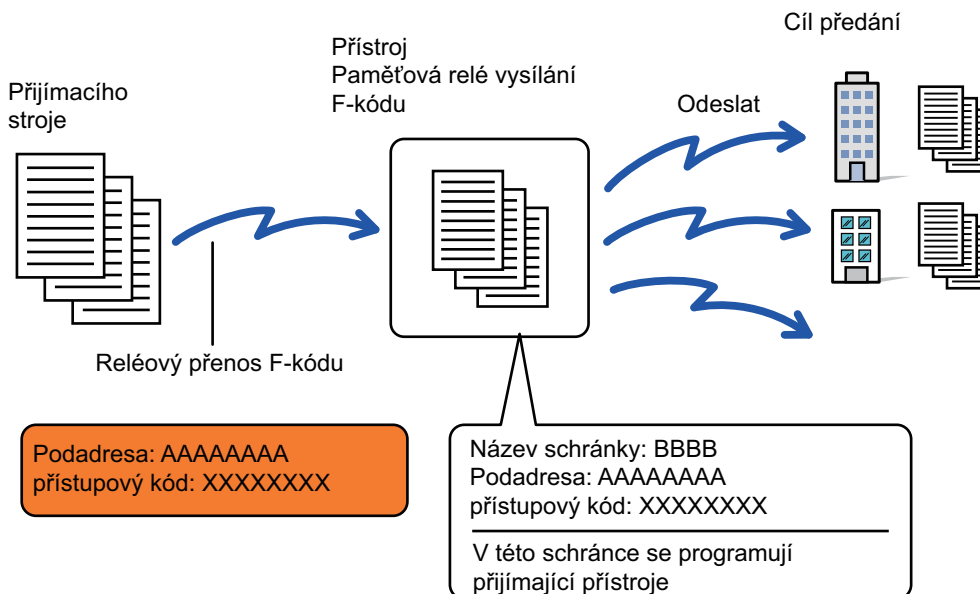 Přijímacího
stroje
Přístroj
Paměťová relé vysílání
F-kódu
Odeslat
Cíl předání
Reléový přenos F-kódu
Podadresa: AAAAAAAA
přístupový kód: XXXXXXXX
Název schránky: BBBB
Podadresa: AAAAAAAA
přístupový kód: XXXXXXXX
V této schránce se programují
přijímající přístroje